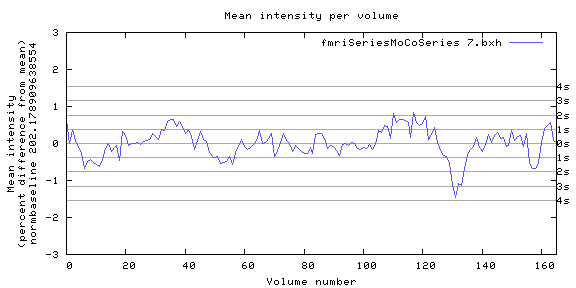 Mean intensity per volume
fmriSeriesMoCoSeries 7.bxh
Mean intensity
(percent difference from mean)
normbaseline 202.178909638554
3
2
1
0
-1
-2
-3
4s
3s
2s
1s
0s
1s
2s
3s
4s
0 20 40 60 80 100 120 140 160
Volume number